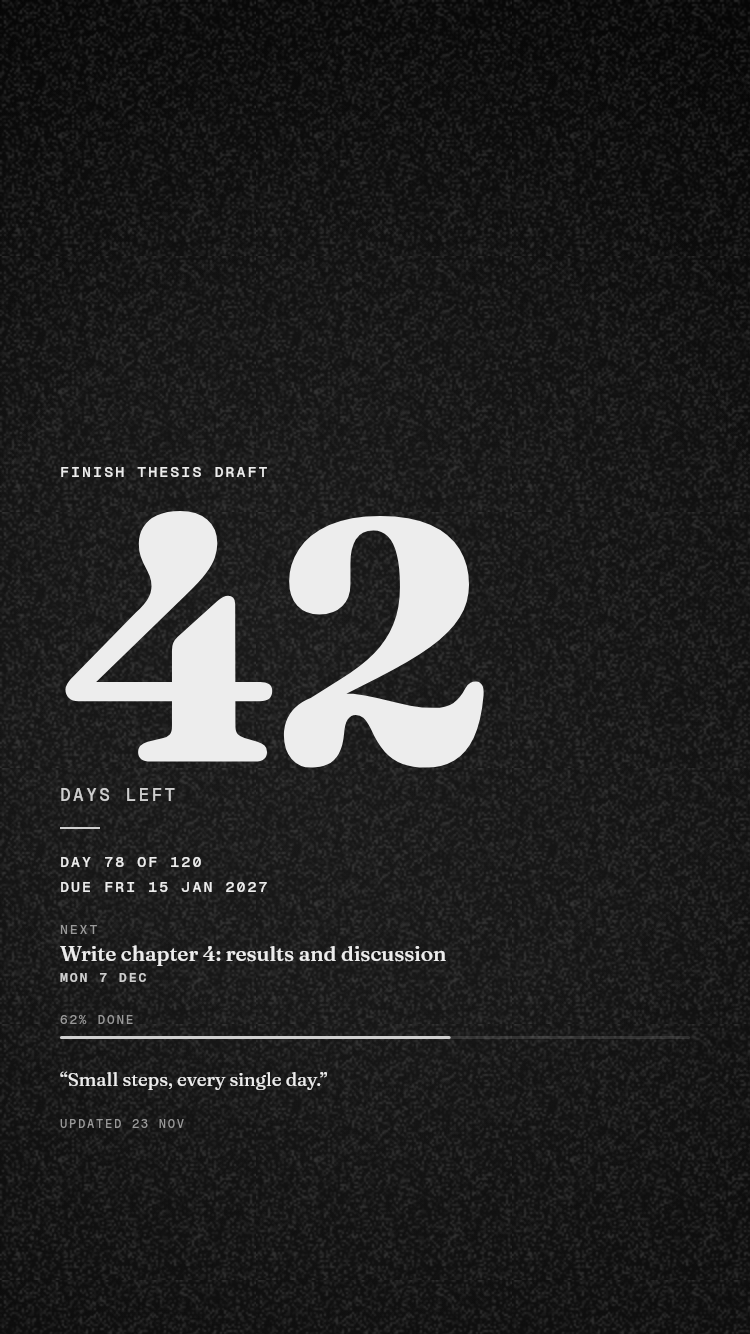 FINISH THESIS DRAFT
42
DAYS LEFT
DAY 78 OF 120
DUE FRI 15 JAN 2027
NEXT
Write chapter 4: results and discussion
MON 7 DEC
62% DONE
“Small steps, every single day.”
UPDATED 23 NOV